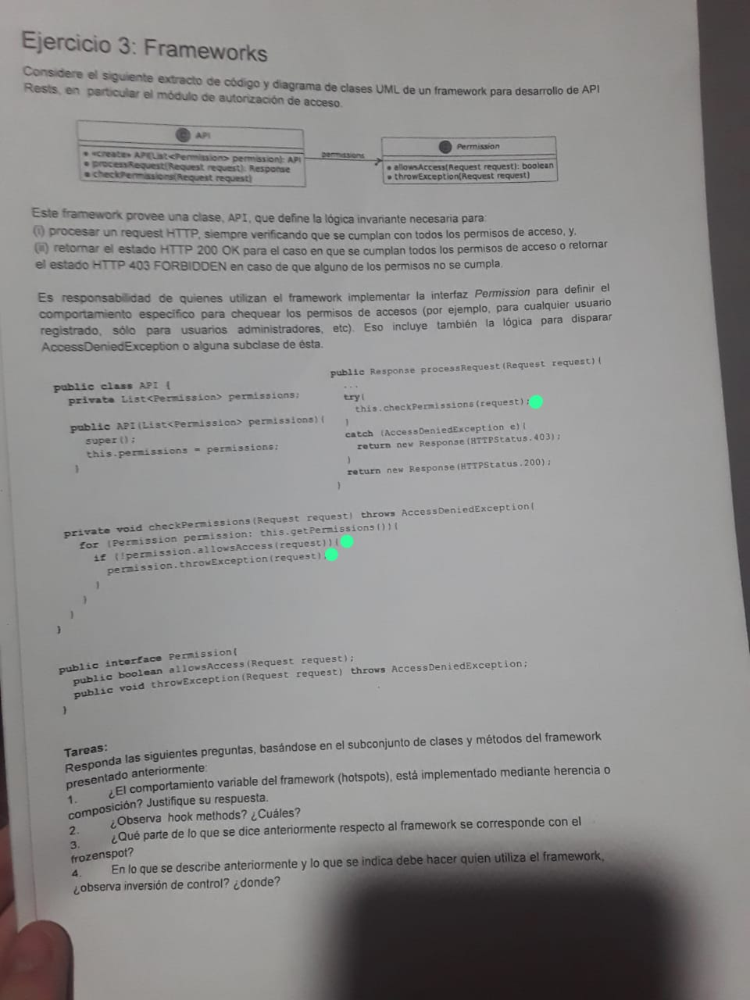 Ejercicio 3: Frameworks
Considere el siguiente extracto de código y diagrama de clases UML de un framework para desarrollo de API
Rests, en particular el módulo de autorización de acceso.
C API
«create» API(List<Permission> permission): API
processRequest(Request request): Response
checkPermissions(Request request)
permissions
Permission
allowsAccess(Request request): boolean
throwException(Request request)
Este framework provee una clase, API, que define la lógica invariante necesaria para:
(i) procesar un request HTTP, siempre verificando que se cumplan con todos los permisos de acceso, y,
(ii) retornar el estado HTTP 200 OK para el caso en que se cumplan todos los permisos de acceso o retornar
el estado HTTP 403 FORBIDDEN en caso de que alguno de los permisos no se cumpla.
Es responsabilidad de quienes utilizan el framework implementar la interfaz Permission para definir el
comportamiento específico para chequear los permisos de accesos (por ejemplo, para cualquier usuario
registrado, sólo para usuarios administradores, etc). Eso incluye también la lógica para disparar
AccessDeniedException o alguna subclase de ésta.
public class API {
private List<Permission> permissions;
public API(List<Permission> permissions){
super();
this.permissions = permissions;
}
public Response processRequest(Request request){
...
try{
this.checkPermissions(request);
}
catch (AccessDeniedException e){
return new Response(HTTPStatus.403);
}
return new Response(HTTPStatus.200);
}
private void checkPermissions(Request request) throws AccessDeniedException{
for (Permission permission: this.getPermissions()){
if (!permission.allowsAccess(request)){
permission.throwException(request);
}
}
}
}
public interface Permission{
public boolean allowsAccess(Request request);
public void throwException(Request request) throws AccessDeniedException;
}
Tareas:
Responda las siguientes preguntas, basándose en el subconjunto de clases y métodos del framework
presentado anteriormente:
1. ¿El comportamiento variable del framework (hotspots), está implementado mediante herencia o
composición? Justifique su respuesta.
2. ¿Observa hook methods? ¿Cuáles?
3. ¿Qué parte de lo que se dice anteriormente respecto al framework se corresponde con el
frozenspot?
4. En lo que se describe anteriormente y lo que se indica debe hacer quien utiliza el framework,
¿observa inversión de control? ¿donde?